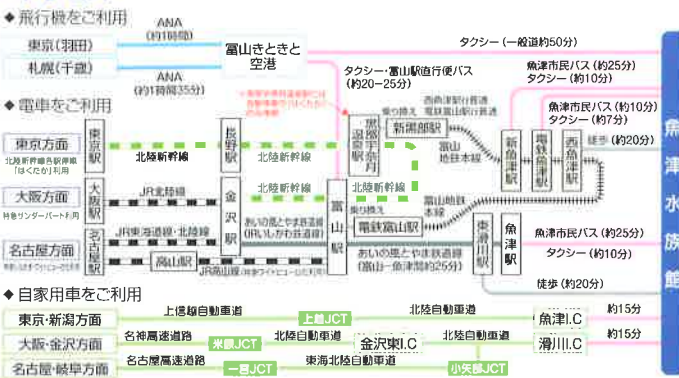 ◆飛行機をご利用
東京(羽田)
ANA
(約1時間)
札幌(千歳)
ANA
(約1時間35分)
富山きときと
空港
タクシー(一般道約50分)
タクシー・富山駅直行便バス
(約20−25分)
魚津市民バス(約25分)
タクシー(約10分)
魚津市民バス(約10分)
タクシー(約7分)
徒歩(約20分)
魚津水族館
◆電車をご利用
東京方面
北陸新幹線各駅停車
「はくたか」利用
東京駅
北陸新幹線
長野駅
北陸新幹線
黒部宇奈月温泉駅
乗り換え
新黒部駅
西魚津駅行普通
電鉄富山駅行普通
富山
地鉄本線
新魚津駅
電鉄魚津駅
西魚津駅
大阪方面
特急サンダーバード利用
大阪駅
JR北陸線
金沢駅
北陸新幹線
富山駅
北陸新幹線
乗り換え
電鉄富山駅
富山地鉄
本線
名古屋方面
名古屋駅
JR東海道線・北陸線
高山駅
JR高山線
あいの風とやま鉄道線
(IRいしかわ鉄道線)
あいの風とやま鉄道線
(富山−魚津間約25分)
東滑川駅
魚津駅
魚津市民バス(約25分)
タクシー(約10分)
徒歩(約20分)
◆自家用車をご利用
東京・新潟方面
上信越自動車道
上越JCT
北陸自動車道
魚津I.C
約15分
大阪・金沢方面
名神高速道路
米原JCT
北陸自動車道
金沢東I.C
北陸自動車道
滑川I.C
約15分
名古屋・岐阜方面
名古屋高速道路
一宮JCT
東海北陸自動車道
小矢部JCT